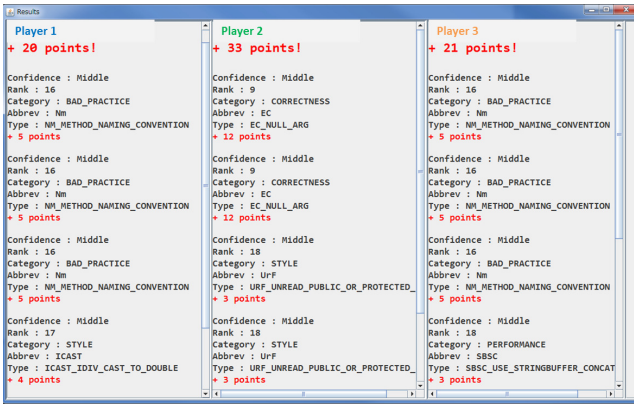 Results
Player 1
+ 20 points!
Confidence : Middle
Rank : 16
Category : BAD_PRACTICE
Abbrev : Nm
Type : NM_METHOD_NAMING_CONVENTION
+ 5 points
Confidence : Middle
Rank : 16
Category : BAD_PRACTICE
Abbrev : Nm
Type : NM_METHOD_NAMING_CONVENTION
+ 5 points
Confidence : Middle
Rank : 16
Category : BAD_PRACTICE
Abbrev : Nm
Type : NM_METHOD_NAMING_CONVENTION
+ 5 points
Confidence : Middle
Rank : 17
Category : STYLE
Abbrev : ICAST
Type : ICAST_IDIV_CAST_TO_DOUBLE
+ 4 points
Player 2
+ 33 points!
Confidence : Middle
Rank : 9
Category : CORRECTNESS
Abbrev : EC
Type : EC_NULL_ARG
+ 12 points
Confidence : Middle
Rank : 9
Category : CORRECTNESS
Abbrev : EC
Type : EC_NULL_ARG
+ 12 points
Confidence : Middle
Rank : 18
Category : STYLE
Abbrev : UrF
Type : URF_UNREAD_PUBLIC_OR_PROTECTED_
+ 3 points
Confidence : Middle
Rank : 18
Category : STYLE
Abbrev : UrF
Type : URF_UNREAD_PUBLIC_OR_PROTECTED_
+ 3 points
Player 3
+ 21 points!
Confidence : Middle
Rank : 16
Category : BAD_PRACTICE
Abbrev : Nm
Type : NM_METHOD_NAMING_CONVENTION
+ 5 points
Confidence : Middle
Rank : 16
Category : BAD_PRACTICE
Abbrev : Nm
Type : NM_METHOD_NAMING_CONVENTION
+ 5 points
Confidence : Middle
Rank : 16
Category : BAD_PRACTICE
Abbrev : Nm
Type : NM_METHOD_NAMING_CONVENTION
+ 5 points
Confidence : Middle
Rank : 18
Category : PERFORMANCE
Abbrev : SBSC
Type : SBSC_USE_STRINGBUFFER_CONCAT
+ 3 points